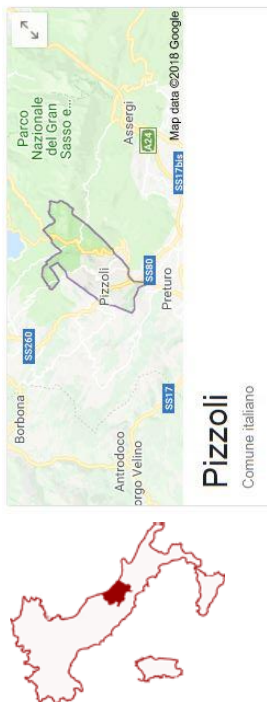 Parco
Nazionale
del Gran
Sasso e...
Assergi
A24
Map data ©2018 Google
SS17bis
Pizzoli
SS80
Preturo
Borbona
SS260
Antrodoco
orgo Velino
SS17
Pizzoli
Comune italiano